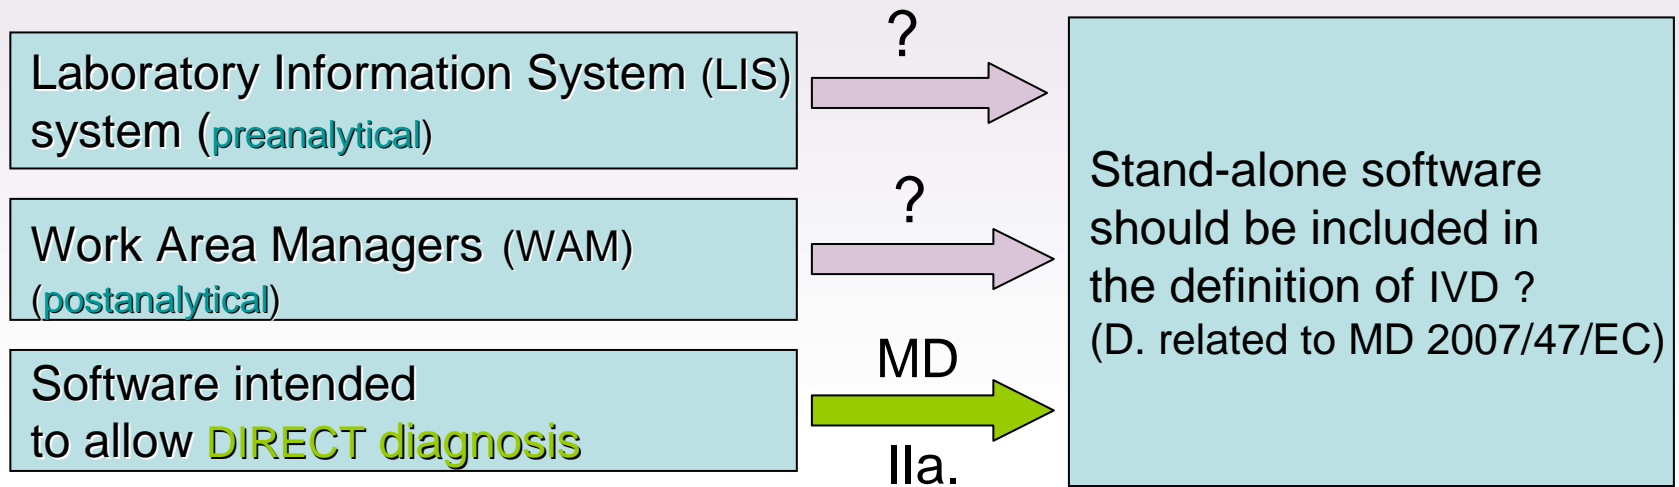 Laboratory Information System (LIS)
system (preanalytical)
?
Work Area Managers (WAM)
(postanalytical)
?
Software intended
to allow DIRECT diagnosis
MD
IIa.
Stand-alone software
should be included in
the definition of IVD ?
(D. related to MD 2007/47/EC)